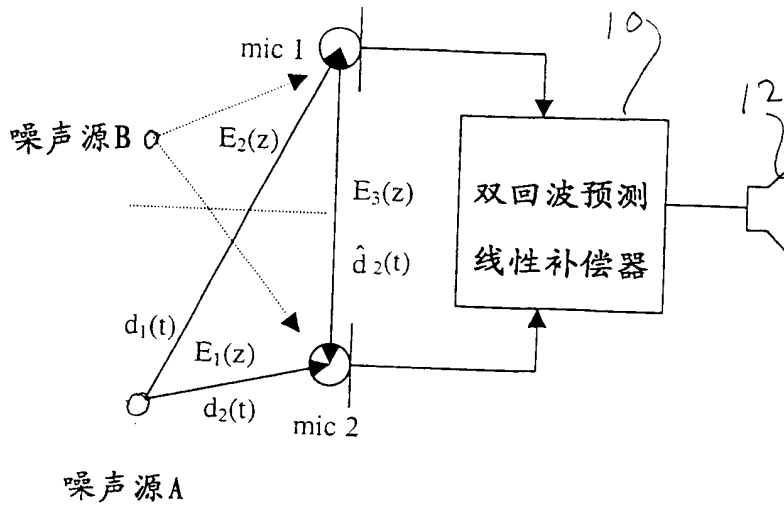 10
12
mic 1
噪声源B
E₂(z)
E₃(z)
d̂₂(t)
双回波预测
线性补偿器
d₁(t)
E₁(z)
d₂(t)
mic 2
噪声源A